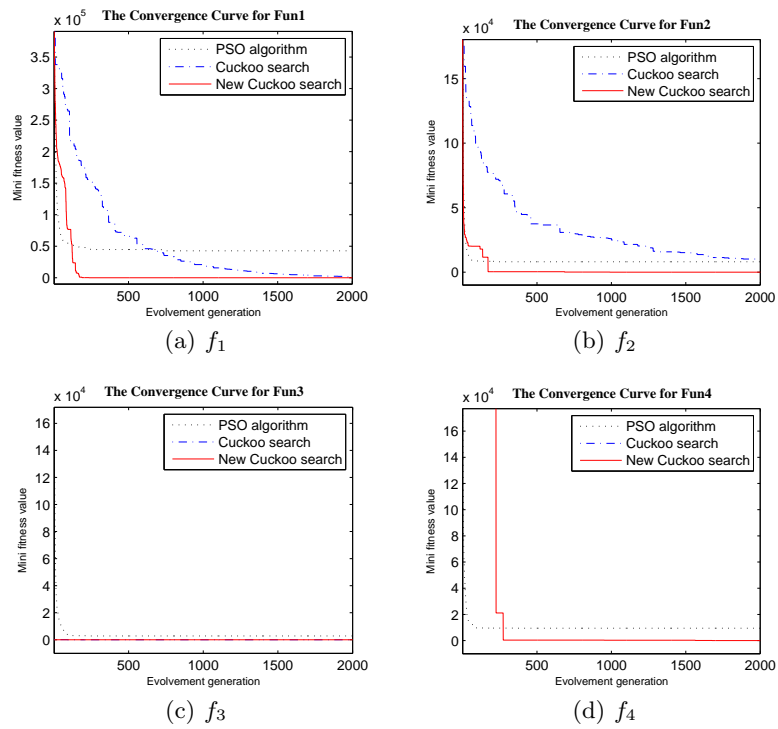 The Convergence Curve for Fun1
x 10^5
3.5
3
2.5
2
1.5
1
0.5
0
500 1000 1500 2000
Evolvement generation
Mini fitness value
PSO algorithm
Cuckoo search
New Cuckoo search
(a) f1
The Convergence Curve for Fun2
x 10^4
15
10
5
0
500 1000 1500 2000
Evolvement generation
Mini fitness value
PSO algorithm
Cuckoo search
New Cuckoo search
(b) f2
The Convergence Curve for Fun3
x 10^4
16
14
12
10
8
6
4
2
0
500 1000 1500 2000
Evolvement generation
Mini fitness value
PSO algorithm
Cuckoo search
New Cuckoo search
(c) f3
The Convergence Curve for Fun4
x 10^4
16
14
12
10
8
6
4
2
0
500 1000 1500 2000
Evolvement generation
Mini fitness value
PSO algorithm
Cuckoo search
New Cuckoo search
(d) f4